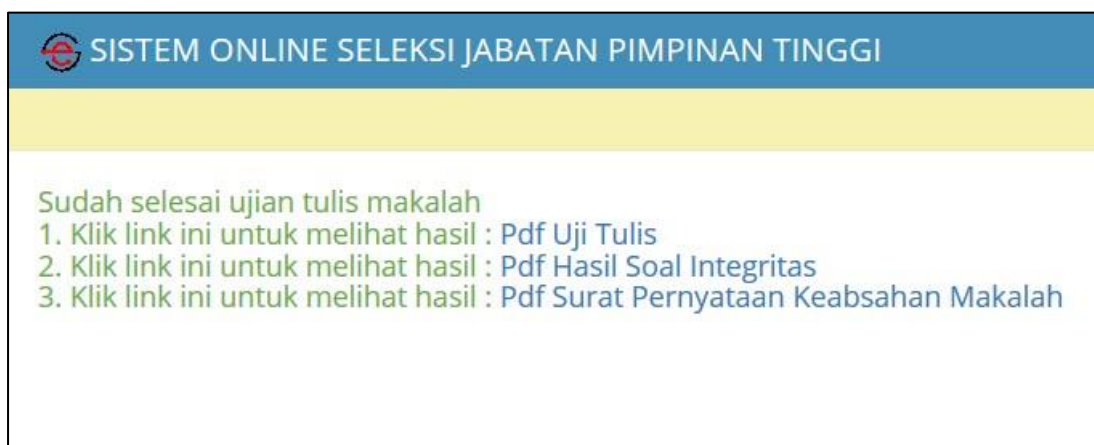 SISTEM ONLINE SELEKSI JABATAN PIMPINAN TINGGI
Sudah selesai ujian tulis makalah
1. Klik link ini untuk melihat hasil : Pdf Uji Tulis
2. Klik link ini untuk melihat hasil : Pdf Hasil Soal Integritas
3. Klik link ini untuk melihat hasil : Pdf Surat Pernyataan Keabsahan Makalah